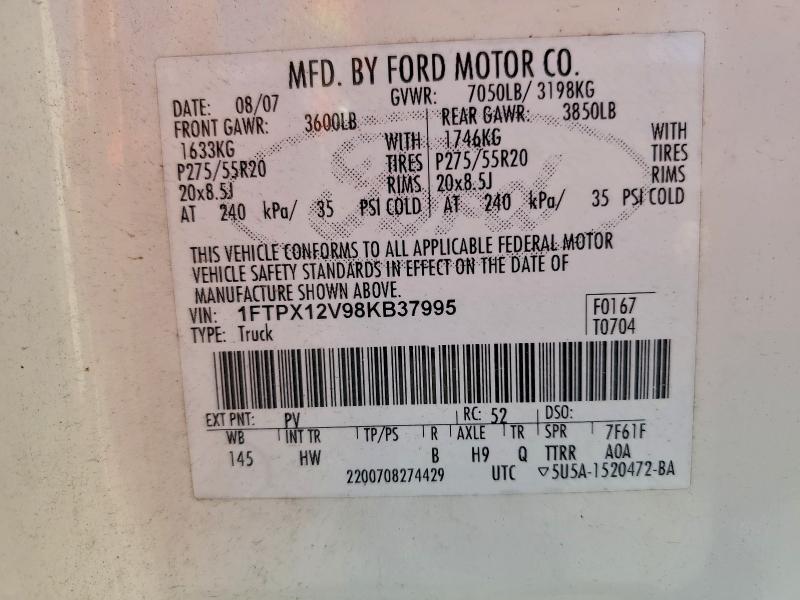 MFD. BY FORD MOTOR CO.
DATE: 08/07 GVWR: 7050LB/ 3198KG
FRONT GAWR: 3600LB REAR GAWR: 3850LB
1633KG WITH 1746KG WITH
P275/55R20 TIRES P275/55R20 TIRES
20x8.5J RIMS 20x8.5J RIMS
AT 240 kPa/ 35 PSI COLD AT 240 kPa/ 35 PSI COLD
Ford
THIS VEHICLE CONFORMS TO ALL APPLICABLE FEDERAL MOTOR
VEHICLE SAFETY STANDARDS IN EFFECT ON THE DATE OF
MANUFACTURE SHOWN ABOVE.
VIN: 1FTPX12V98KB37995 F0167
TYPE: Truck T0704
EXT PNT: PV RC: 52 DSO:
WB INT TR TP/PS R AXLE TR SPR 7F61F
145 HW B H9 Q TTRR AOA
2200708274429 UTC ▽5U5A-1520472-BA